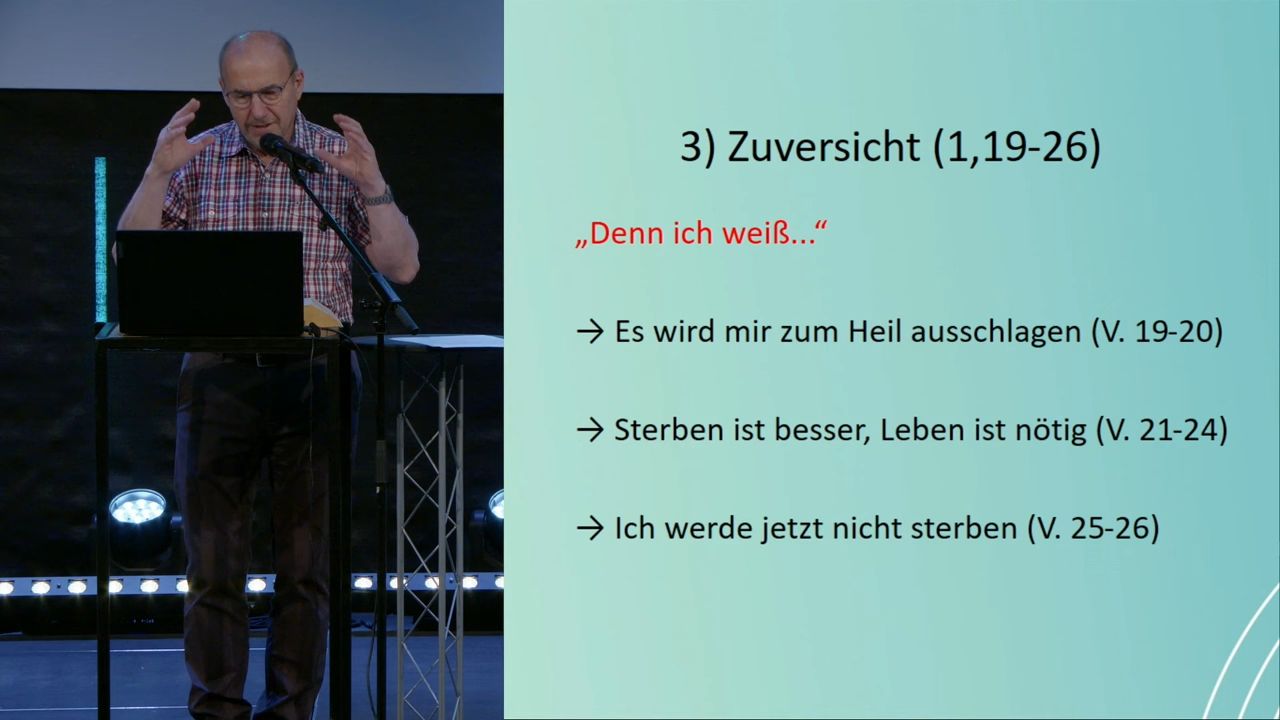 3) Zuversicht (1,19-26)
„Denn ich weiß...“
→ Es wird mir zum Heil ausschlagen (V. 19-20)
→ Sterben ist besser, Leben ist nötig (V. 21-24)
→ Ich werde jetzt nicht sterben (V. 25-26)